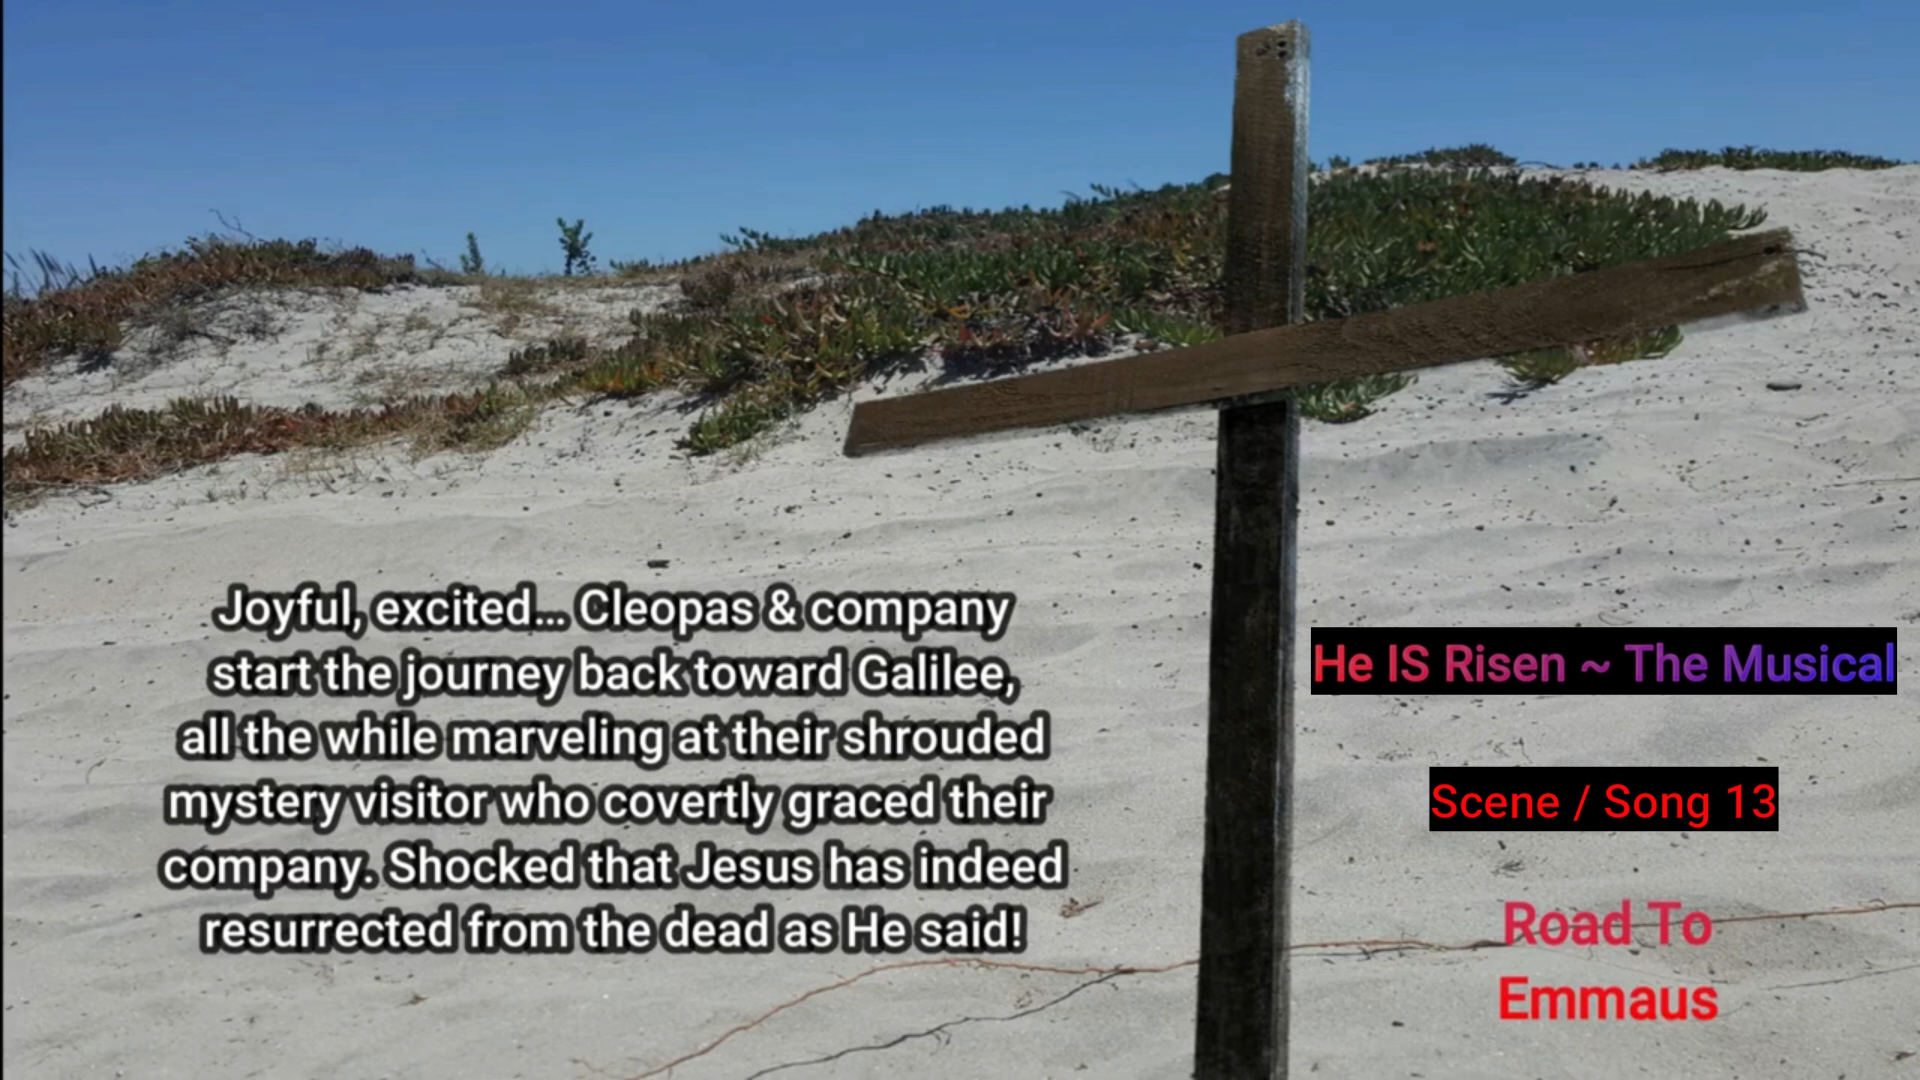 Joyful, excited... Cleopas & company
start the journey back toward Galilee,
all the while marveling at their shrouded
mystery visitor who covertly graced their
company. Shocked that Jesus has indeed
resurrected from the dead as He said!
He IS Risen ~ The Musical
Scene / Song 13
Road To
Emmaus